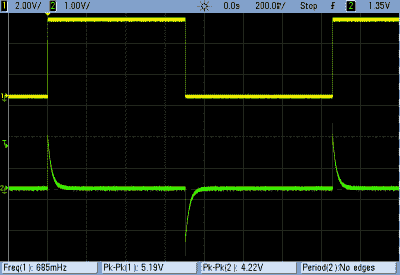 1 2.00V/ 2 1.00V/ 0.0s 200.0m/ Stop f 2 1.35V
1
T
2
Freq(1): 685mHz Pk-Pk(1): 5.19V Pk-Pk(2): 4.22V Period(2):No edges